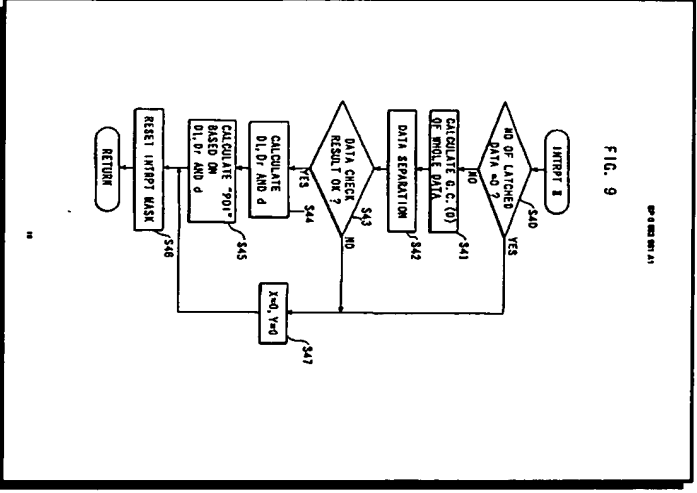 FIG. 9
INTRPT II
S40
NO OF LATCHED
DATA =0 ?
YES
NO
S41
CALCULATE G.C.(D)
OF WHOLE DATA
S42
DATA SEPARATION
S43
DATA CHECK
RESULT OK ?
NO
YES
S44
CALCULATE
Dl,Dr AND d
S45
CALCULATE "PD1"
BASED ON
Dl,Dr AND d
S47
X=0, Y=0
S46
RESET INTRPT MASK
RETURN